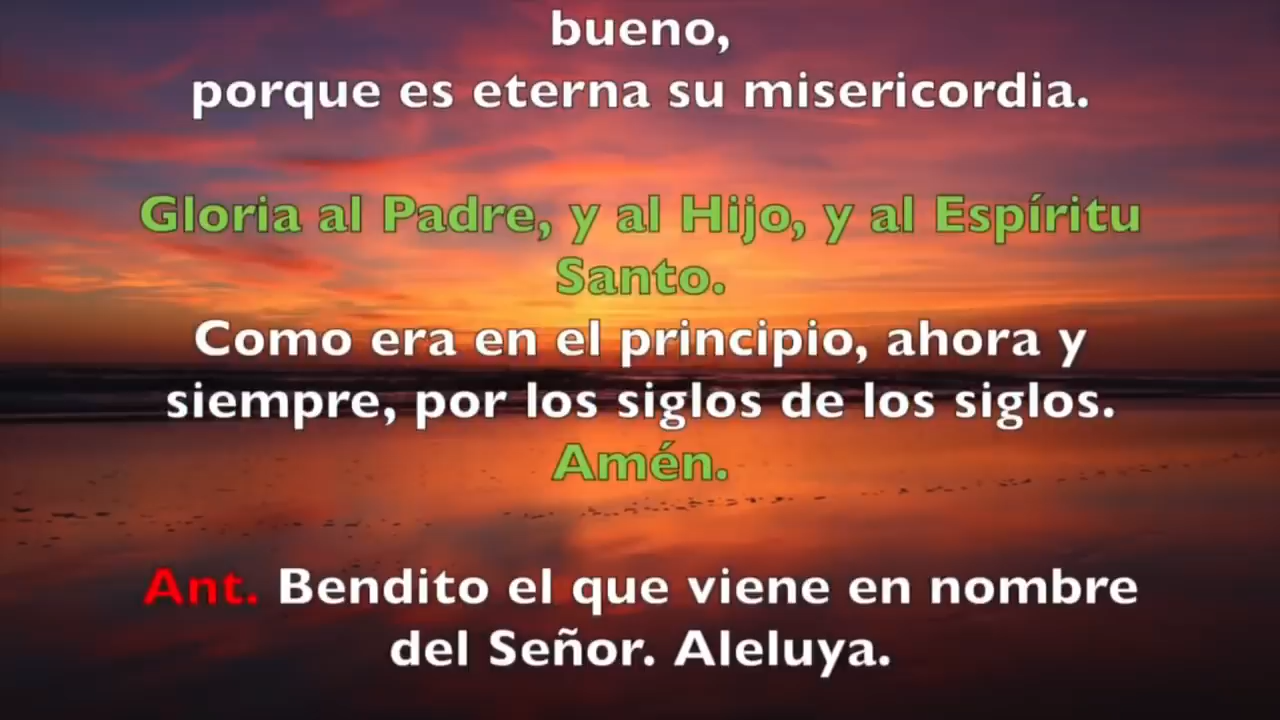 bueno,
porque es eterna su misericordia.
Gloria al Padre, y al Hijo, y al Espíritu
Santo.
Como era en el principio, ahora y
siempre, por los siglos de los siglos.
Amén.
Ant. Bendito el que viene en nombre
del Señor. Aleluya.